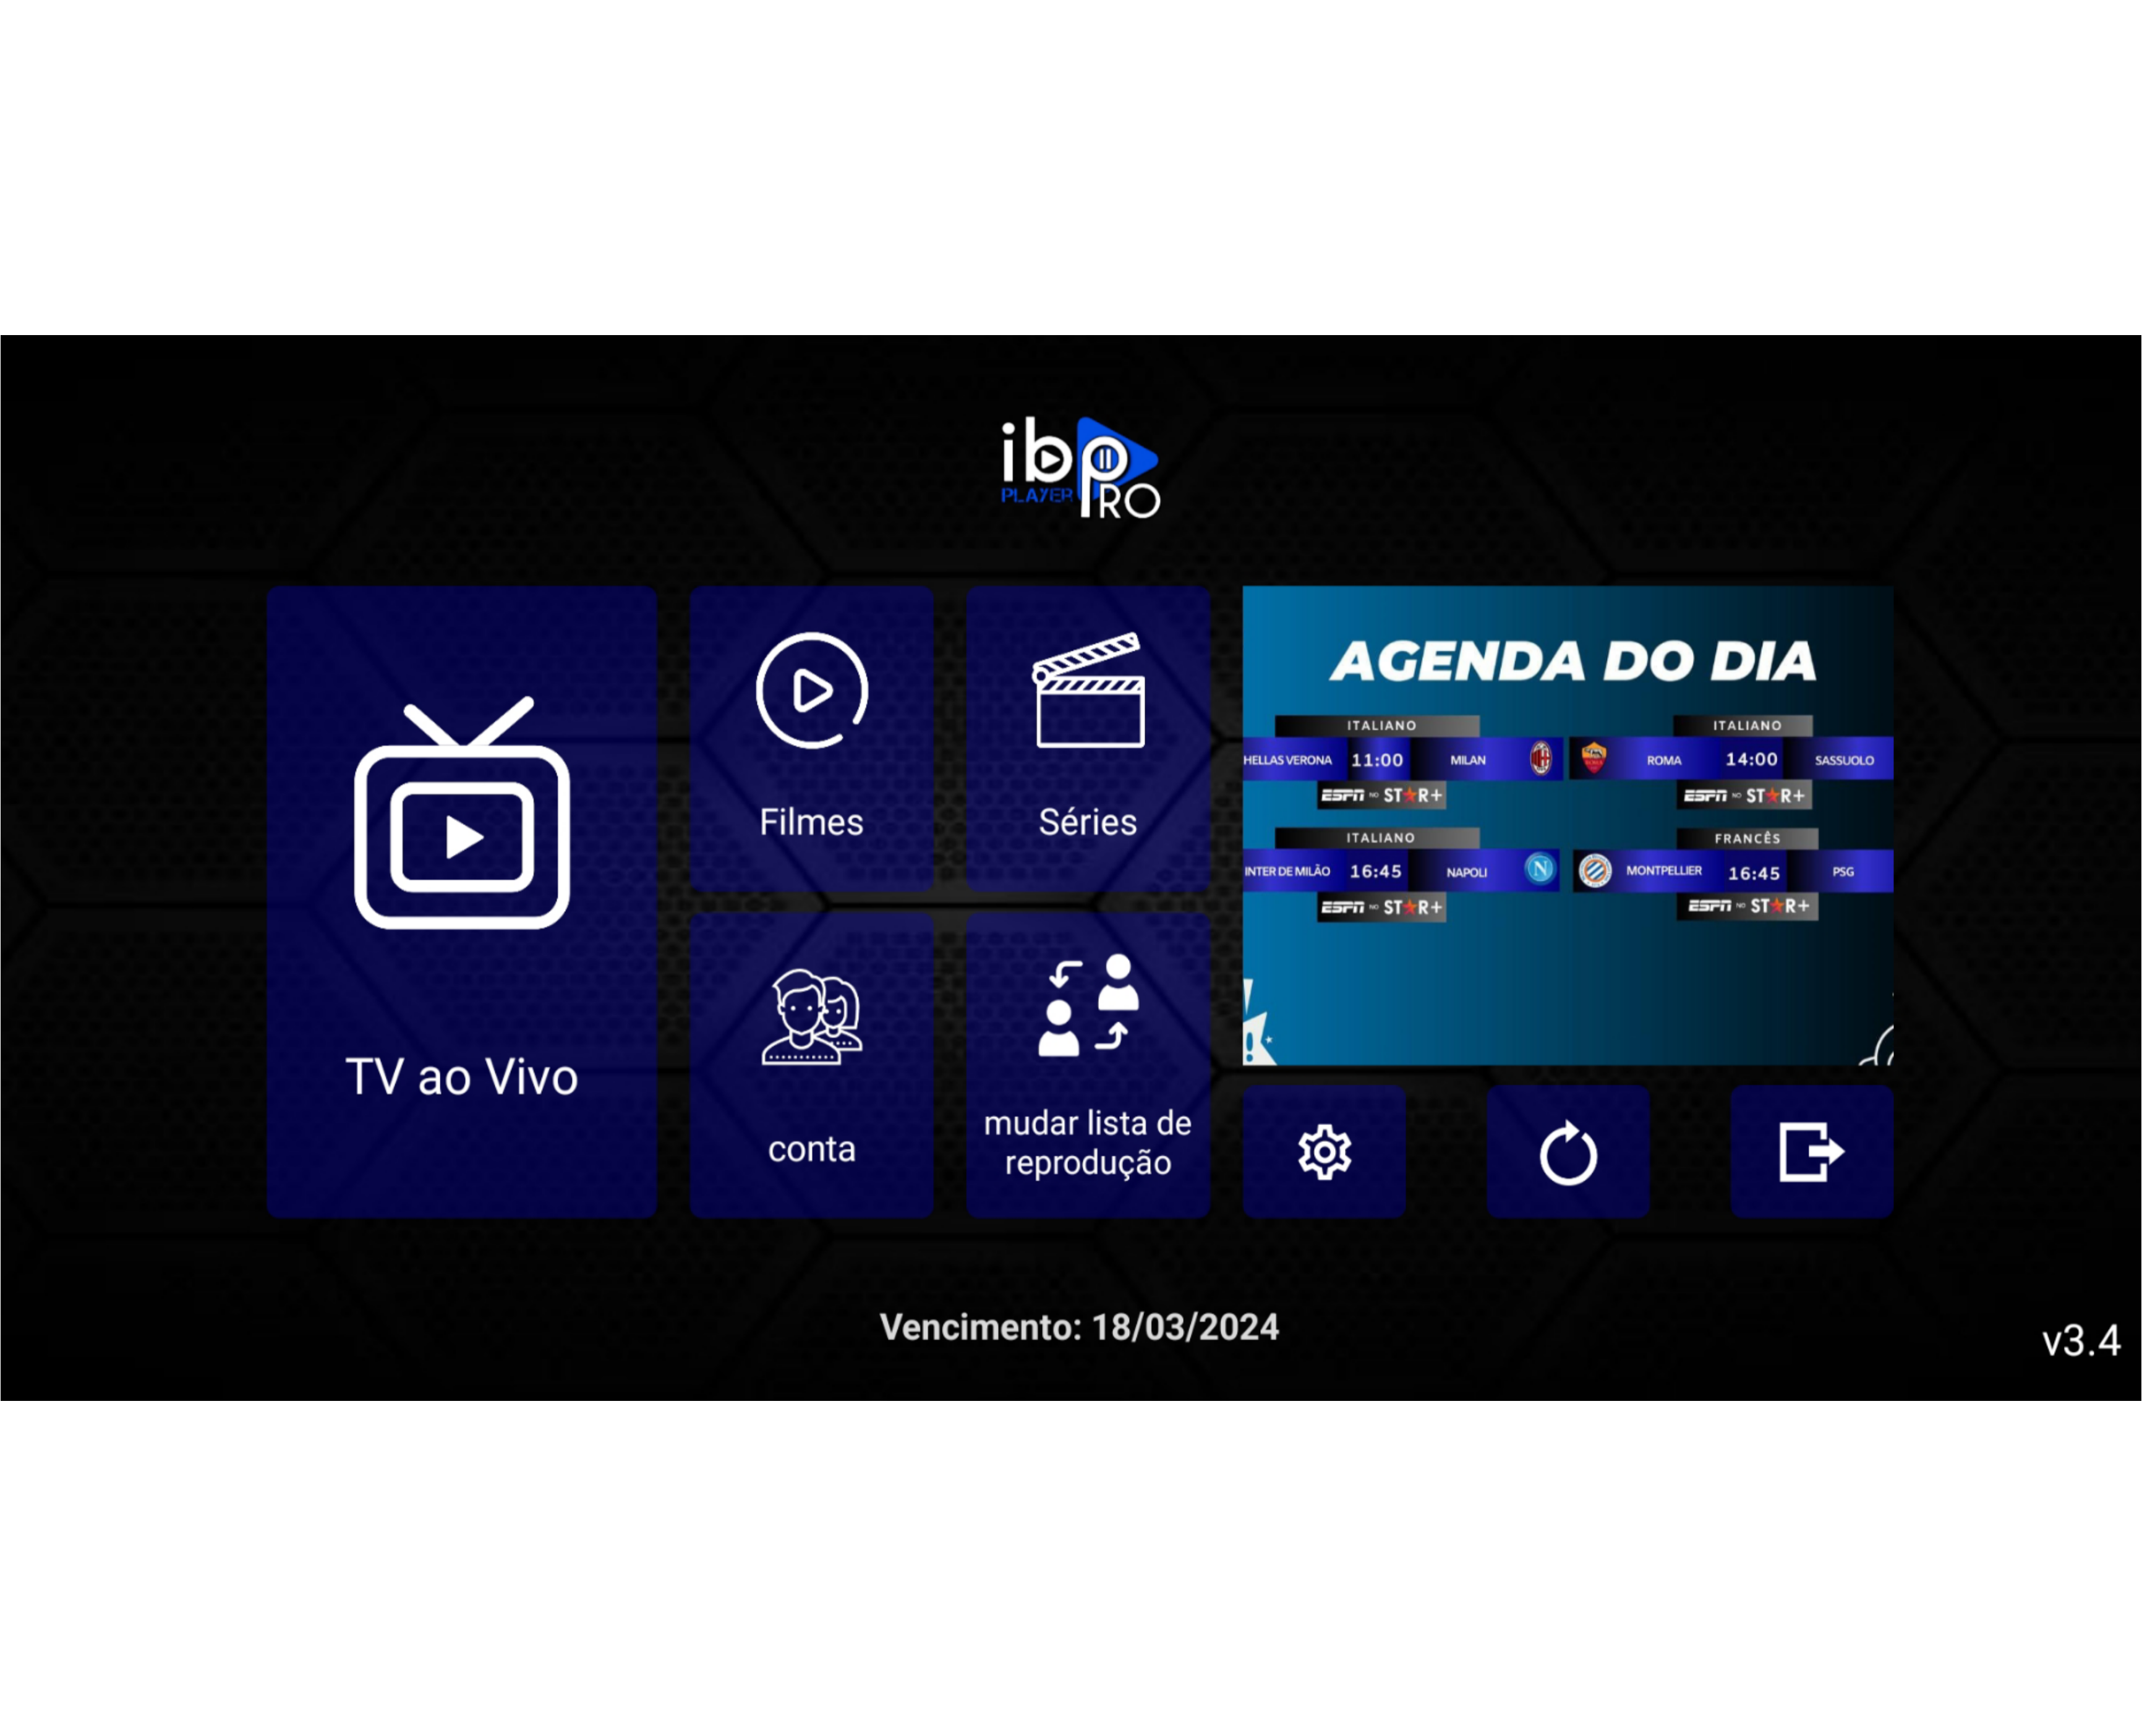 ibp
PLAYER PRO
TV ao Vivo
Filmes
Séries
conta
mudar lista de
reprodução
AGENDA DO DIA
ITALIANO
HELLAS VERONA 11:00 MILAN
ESPN NO STAR+
ITALIANO
ROMA 14:00 SASSUOLO
ESPN NO STAR+
ITALIANO
INTER DE MILÃO 16:45 NAPOLI
N
ESPN NO STAR+
FRANCÊS
MONTPELLIER 16:45 PSG
ESPN NO STAR+
Vencimento: 18/03/2024
v3.4